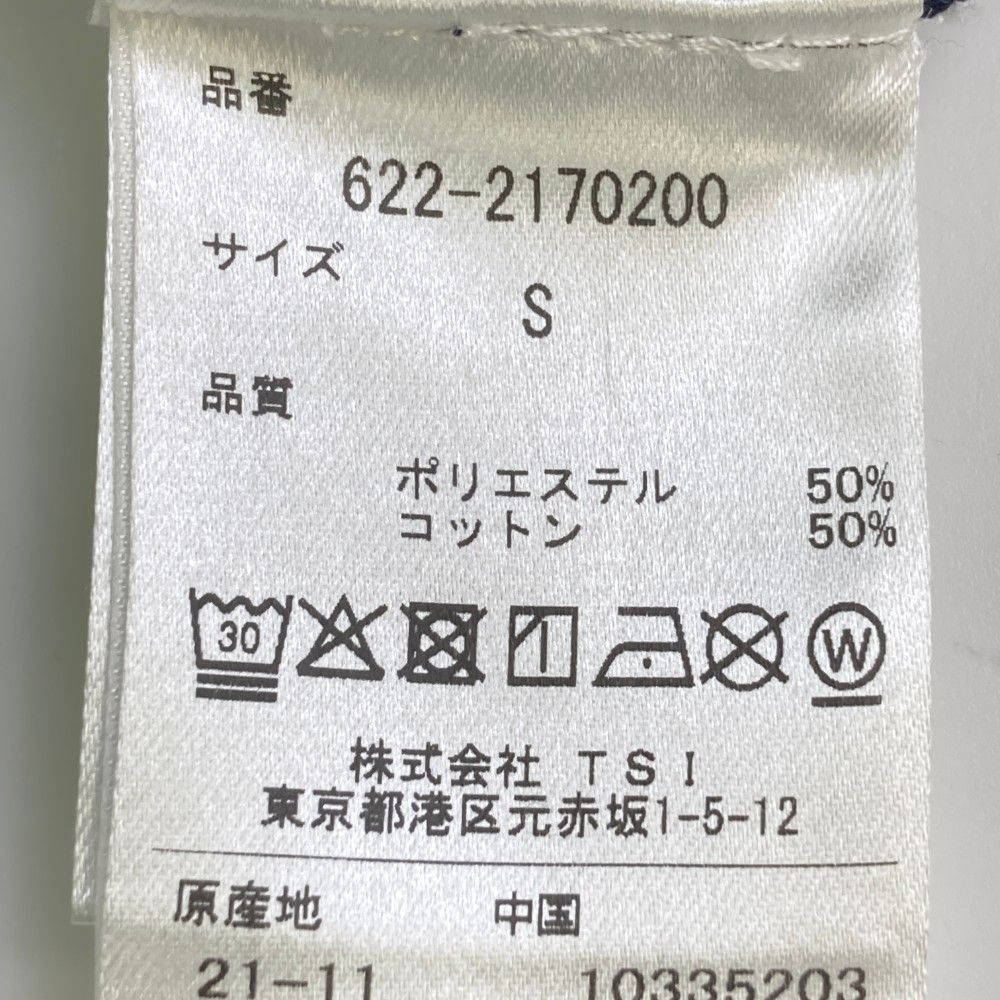 品番
622-2170200
サイズ
S
品質
ポリエステル 50%
コットン 50%
30 W
株式会社 TSI
東京都港区元赤坂1-5-12
原産地 中国
21-11 10335203